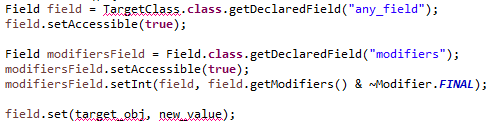 Field field = TargetClass.class.getDeclaredField("any_field");
field.setAccessible(true);
Field modifiersField = Field.class.getDeclaredField("modifiers");
modifiersField.setAccessible(true);
modifiersField.setInt(field, field.getModifiers() & ~Modifier.FINAL);
field.set(target_obj, new_value);